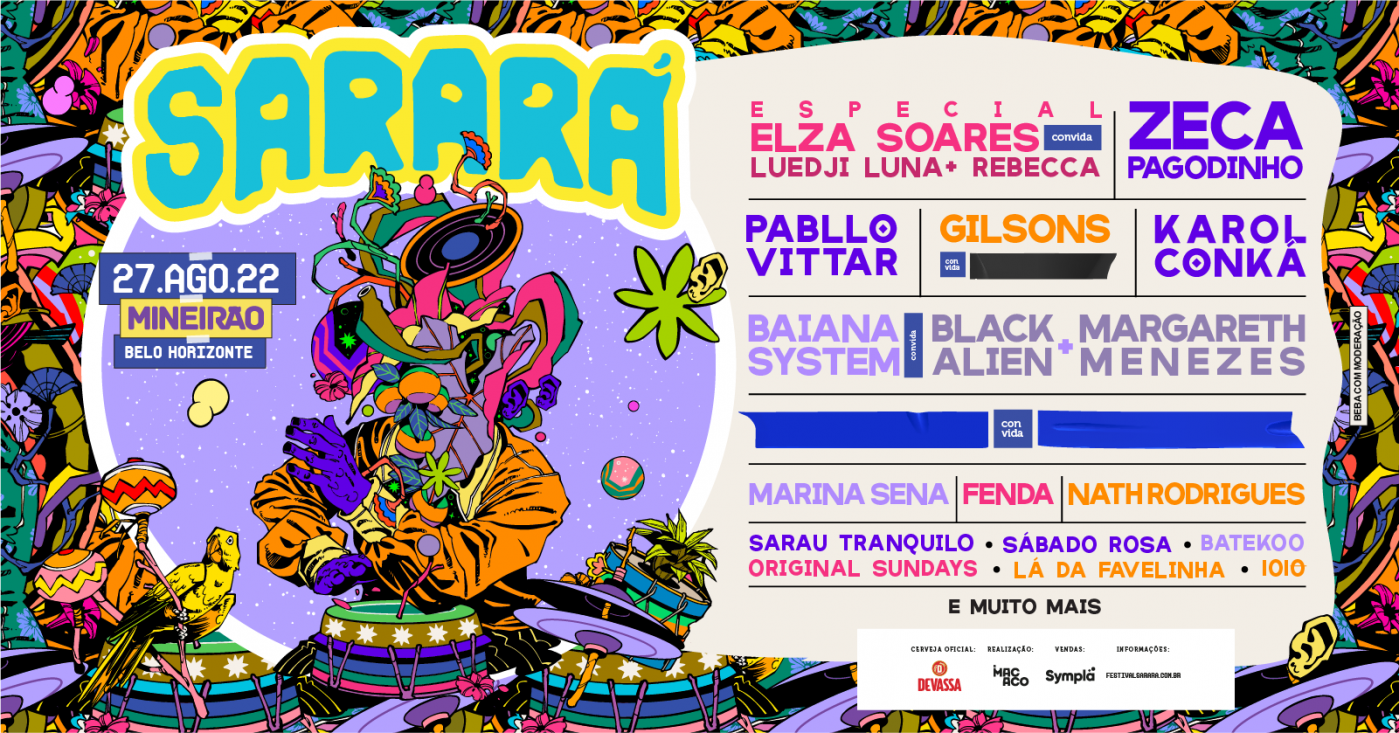 SARARÁ
27.AGO.22
MINEIRÃO
BELO HORIZONTE
ESPECIAL
ELZA SOARES convida
LUEDJI LUNA+ REBECCA
ZECA
PAGODINHO
PABLLO
VITTAR
GILSONS
con
vida
KAROL
CONKÁ
BAIANA
SYSTEM
convida
BLACK
ALIEN
+
MARGARETH
MENEZES
con
vida
MARINA SENA
FENDA
NATH RODRIGUES
SARAU TRANQUILO • SÁBADO ROSA • BATEKOO
ORIGINAL SUNDAYS • LÁ DA FAVELINHA • 1010
E MUITO MAIS
BEBA COM MODERAÇÃO
CERVEJA OFICIAL: REALIZAÇÃO: VENDAS: INFORMAÇÕES:
DEVASSA MACACO Sympla FESTIVALSARARA.COM.BR